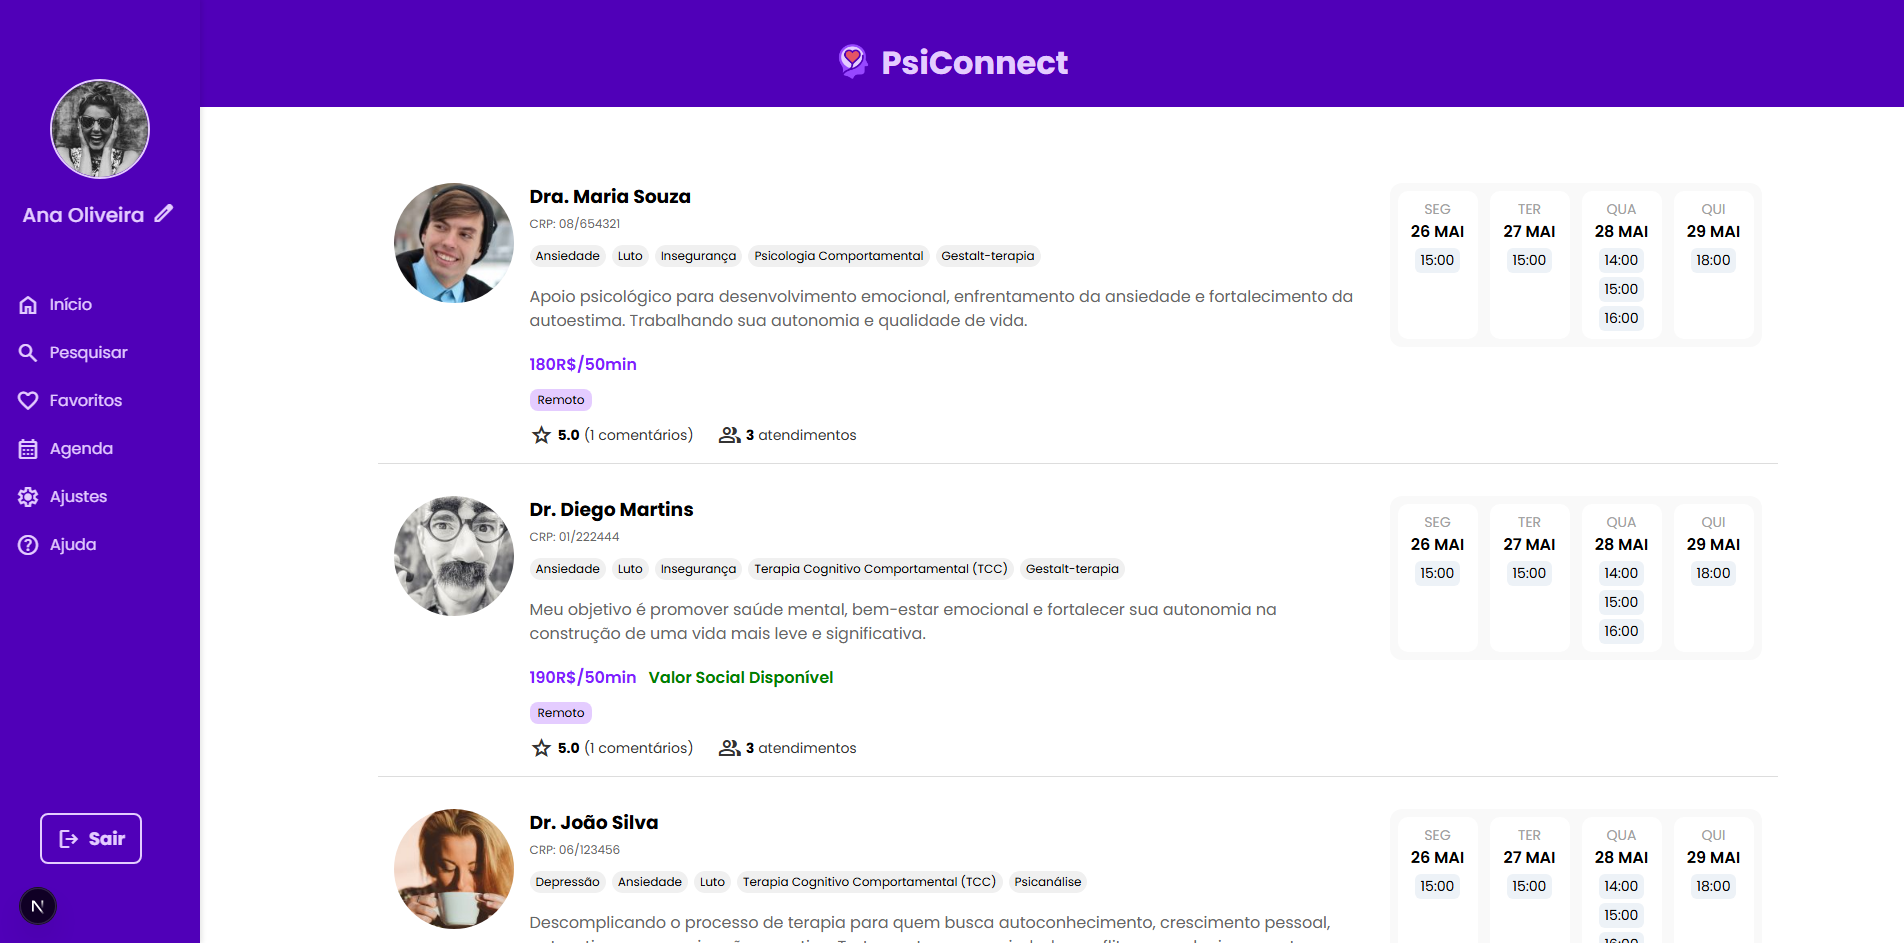 PsiConnect
Ana Oliveira
Início
Pesquisar
Favoritos
Agenda
Ajustes
Ajuda
Sair
N
Dra. Maria Souza
CRP: 08/654321
Ansiedade Luto Insegurança Psicologia Comportamental Gestalt-terapia
Apoio psicológico para desenvolvimento emocional, enfrentamento da ansiedade e fortalecimento da
autoestima. Trabalhando sua autonomia e qualidade de vida.
180R$/50min
Remoto
5.0 (1 comentários) 3 atendimentos
SEG TER QUA QUI
26 MAI 27 MAI 28 MAI 29 MAI
15:00 15:00 14:00 18:00
15:00
16:00
Dr. Diego Martins
CRP: 01/222444
Ansiedade Luto Insegurança Terapia Cognitivo Comportamental (TCC) Gestalt-terapia
Meu objetivo é promover saúde mental, bem-estar emocional e fortalecer sua autonomia na
construção de uma vida mais leve e significativa.
190R$/50min Valor Social Disponível
Remoto
5.0 (1 comentários) 3 atendimentos
SEG TER QUA QUI
26 MAI 27 MAI 28 MAI 29 MAI
15:00 15:00 14:00 18:00
15:00
16:00
Dr. João Silva
CRP: 06/123456
Depressão Ansiedade Luto Terapia Cognitivo Comportamental (TCC) Psicanálise
Descomplicando o processo de terapia para quem busca autoconhecimento, crescimento pessoal,
SEG TER QUA QUI
26 MAI 27 MAI 28 MAI 29 MAI
15:00 15:00 14:00 18:00
15:00
16:00